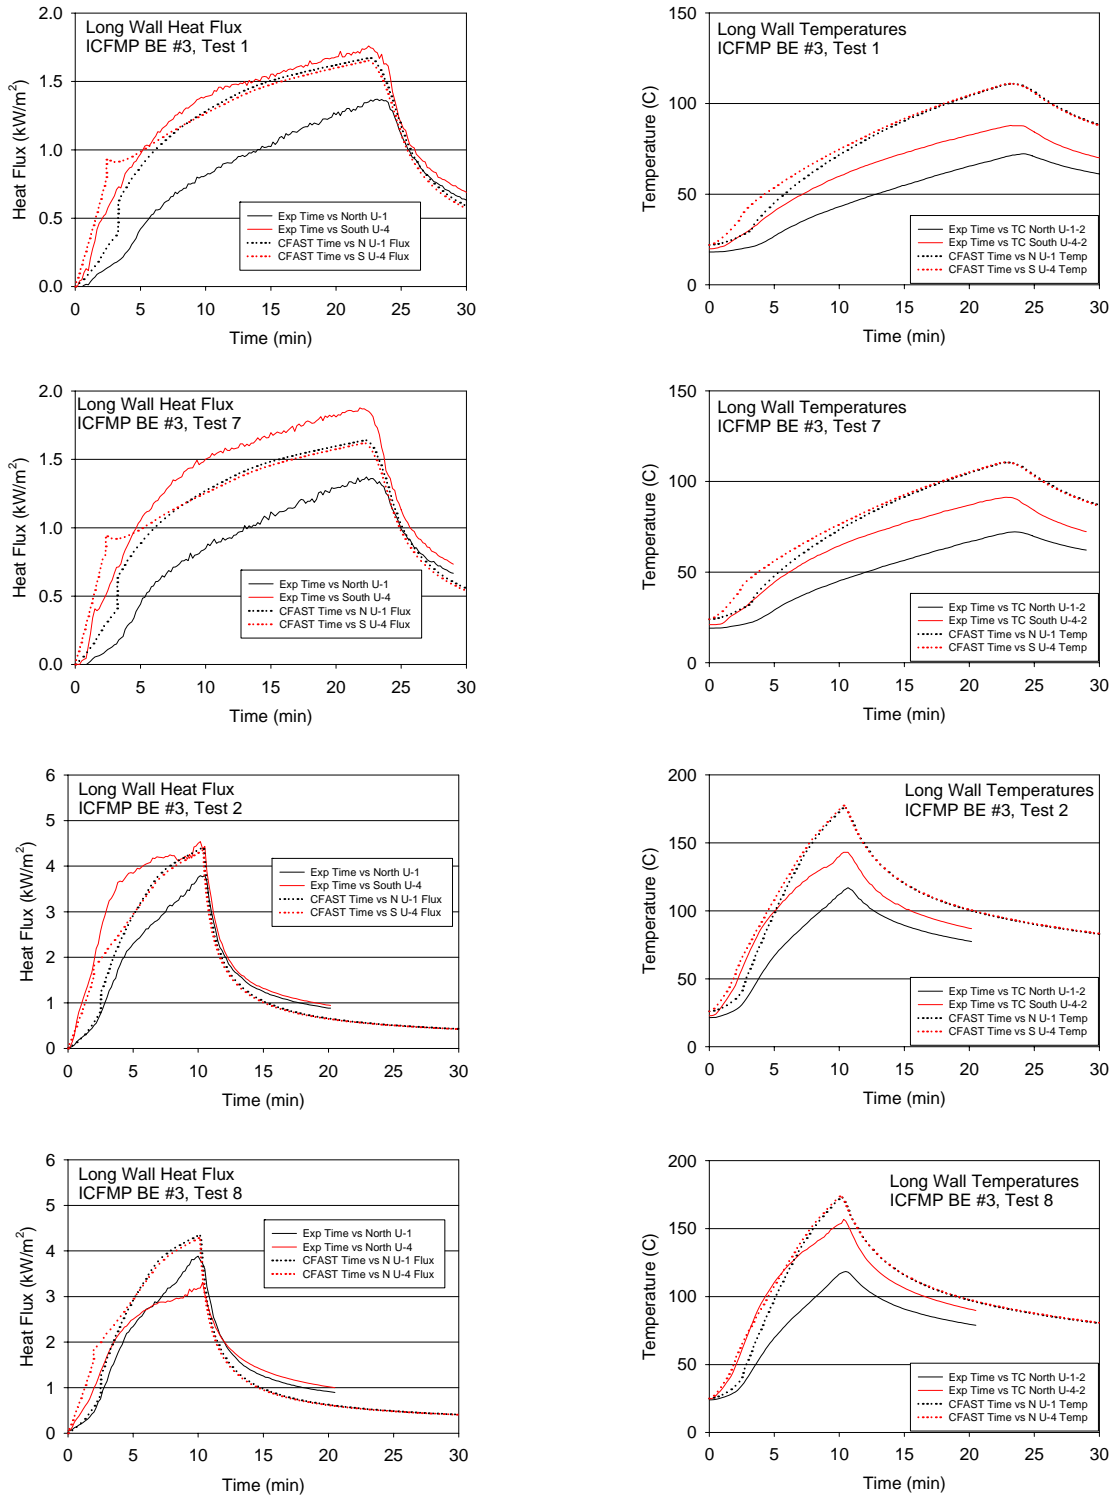 Long Wall Heat Flux
ICFMP BE #3, Test 1
Heat Flux (kW/m²)
2.0
1.5
1.0
0.5
0.0
Exp Time vs North U-1
Exp Time vs South U-4
CFAST Time vs N U-1 Flux
CFAST Time vs S U-4 Flux
0 5 10 15 20 25 30
Time (min)
Long Wall Temperatures
ICFMP BE #3, Test 1
Temperature (C)
150
100
50
0
Exp Time vs TC North U-1-2
Exp Time vs TC South U-4-2
CFAST Time vs N U-1 Temp
CFAST Time vs S U-4 Temp
0 5 10 15 20 25 30
Time (min)
Long Wall Heat Flux
ICFMP BE #3, Test 7
Heat Flux (kW/m²)
2.0
1.5
1.0
0.5
0.0
Exp Time vs North U-1
Exp Time vs South U-4
CFAST Time vs N U-1 Flux
CFAST Time vs S U-4 Flux
0 5 10 15 20 25 30
Time (min)
Long Wall Temperatures
ICFMP BE #3, Test 7
Temperature (C)
150
100
50
0
Exp Time vs TC North U-1-2
Exp Time vs TC South U-4-2
CFAST Time vs N U-1 Temp
CFAST Time vs S U-4 Temp
0 5 10 15 20 25 30
Time (min)
Long Wall Heat Flux
ICFMP BE #3, Test 2
Heat Flux (kW/m²)
6
5
4
3
2
1
0
Exp Time vs North U-1
Exp Time vs South U-4
CFAST Time vs N U-1 Flux
CFAST Time vs S U-4 Flux
0 5 10 15 20 25 30
Time (min)
Long Wall Temperatures
ICFMP BE #3, Test 2
Temperature (C)
200
150
100
50
0
Exp Time vs TC North U-1-2
Exp Time vs TC South U-4-2
CFAST Time vs N U-1 Temp
CFAST Time vs S U-4 Temp
0 5 10 15 20 25 30
Time (min)
Long Wall Heat Flux
ICFMP BE #3, Test 8
Heat Flux (kW/m²)
6
5
4
3
2
1
0
Exp Time vs North U-1
Exp Time vs North U-4
CFAST Time vs N U-1 Flux
CFAST Time vs N U-4 Flux
0 5 10 15 20 25 30
Time (min)
Long Wall Temperatures
ICFMP BE #3, Test 8
Temperature (C)
200
150
100
50
0
Exp Time vs TC North U-1-2
Exp Time vs TC North U-4-2
CFAST Time vs N U-1 Temp
CFAST Time vs N U-4 Temp
0 5 10 15 20 25 30
Time (min)